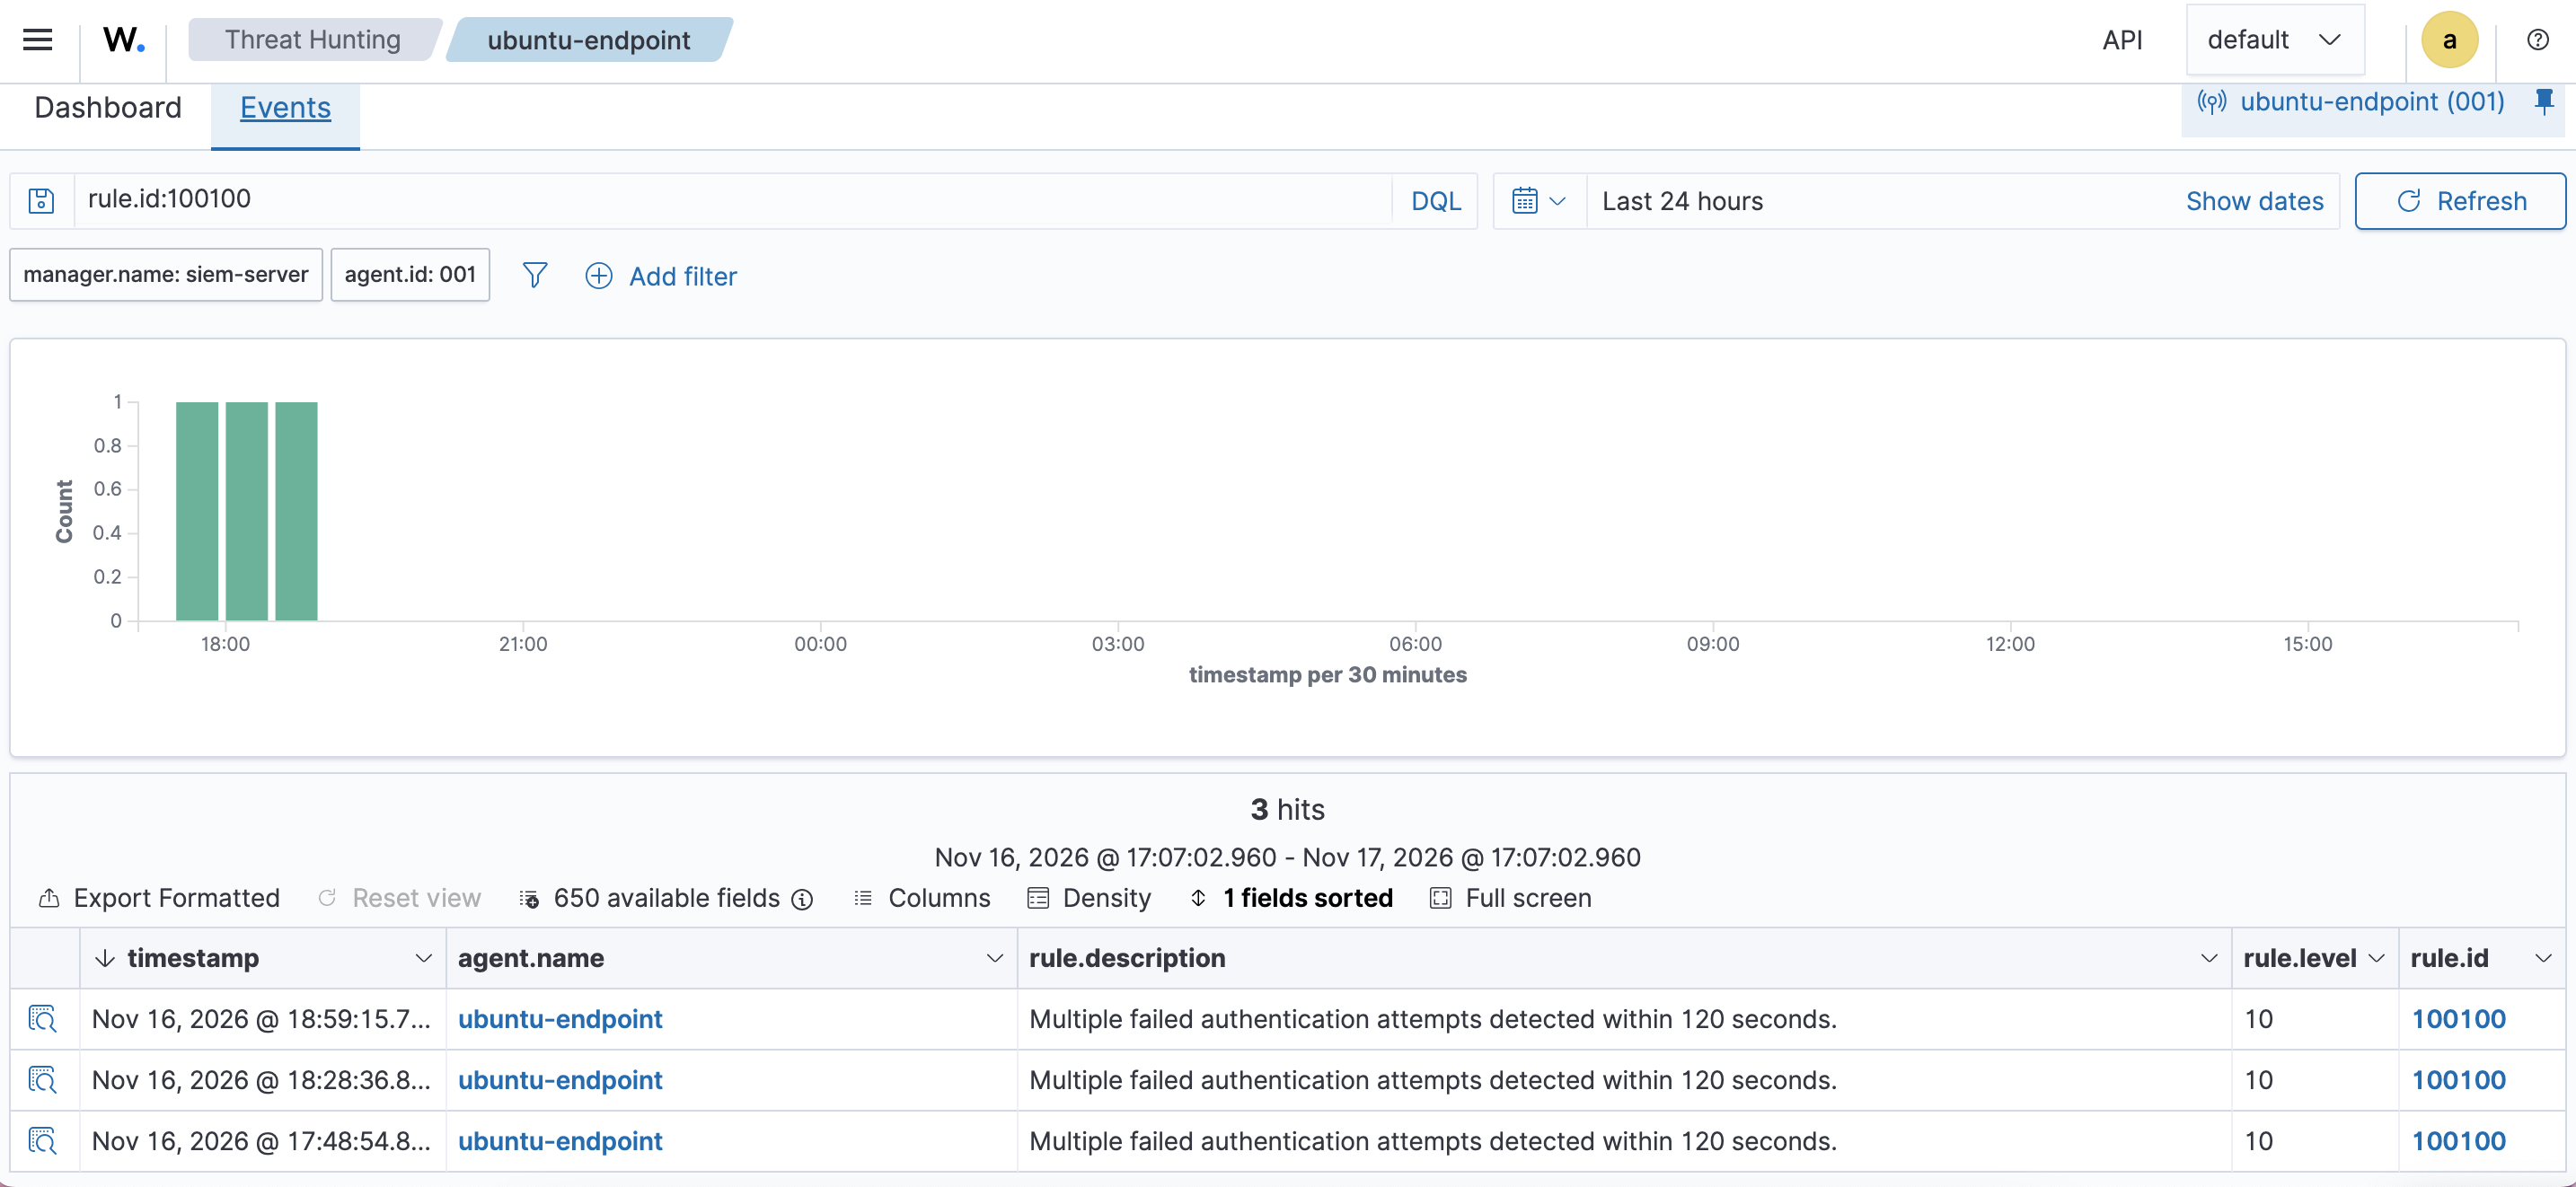 W. Threat Hunting ubuntu-endpoint API default a
Dashboard Events ubuntu-endpoint (001)
rule.id:100100 DQL Last 24 hours Show dates Refresh
manager.name: siem-server agent.id: 001 Add filter
1
0.8
0.6
0.4
0.2
0
Count
18:00 21:00 00:00 03:00 06:00 09:00 12:00 15:00
timestamp per 30 minutes
3 hits
Nov 16, 2026 @ 17:07:02.960 - Nov 17, 2026 @ 17:07:02.960
Export Formatted Reset view 650 available fields Columns Density 1 fields sorted Full screen
timestamp agent.name rule.description rule.level rule.id
Nov 16, 2026 @ 18:59:15.7... ubuntu-endpoint Multiple failed authentication attempts detected within 120 seconds. 10 100100
Nov 16, 2026 @ 18:28:36.8... ubuntu-endpoint Multiple failed authentication attempts detected within 120 seconds. 10 100100
Nov 16, 2026 @ 17:48:54.8... ubuntu-endpoint Multiple failed authentication attempts detected within 120 seconds. 10 100100